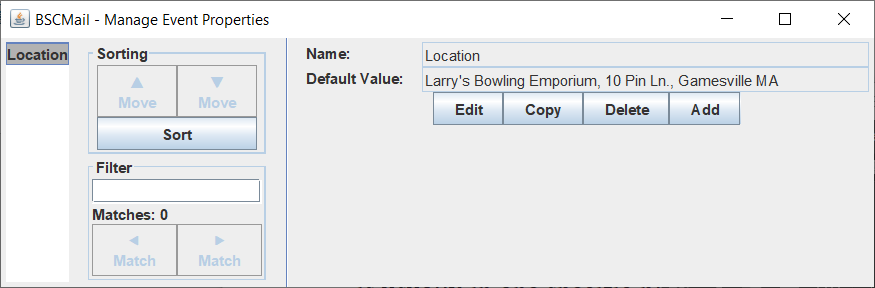 BSCMail - Manage Event Properties
Location
Sorting
Move Move
Sort
Filter
Matches: 0
Match Match
Name: Location
Default Value: Larry's Bowling Emporium, 10 Pin Ln., Gamesville MA
Edit Copy Delete Add